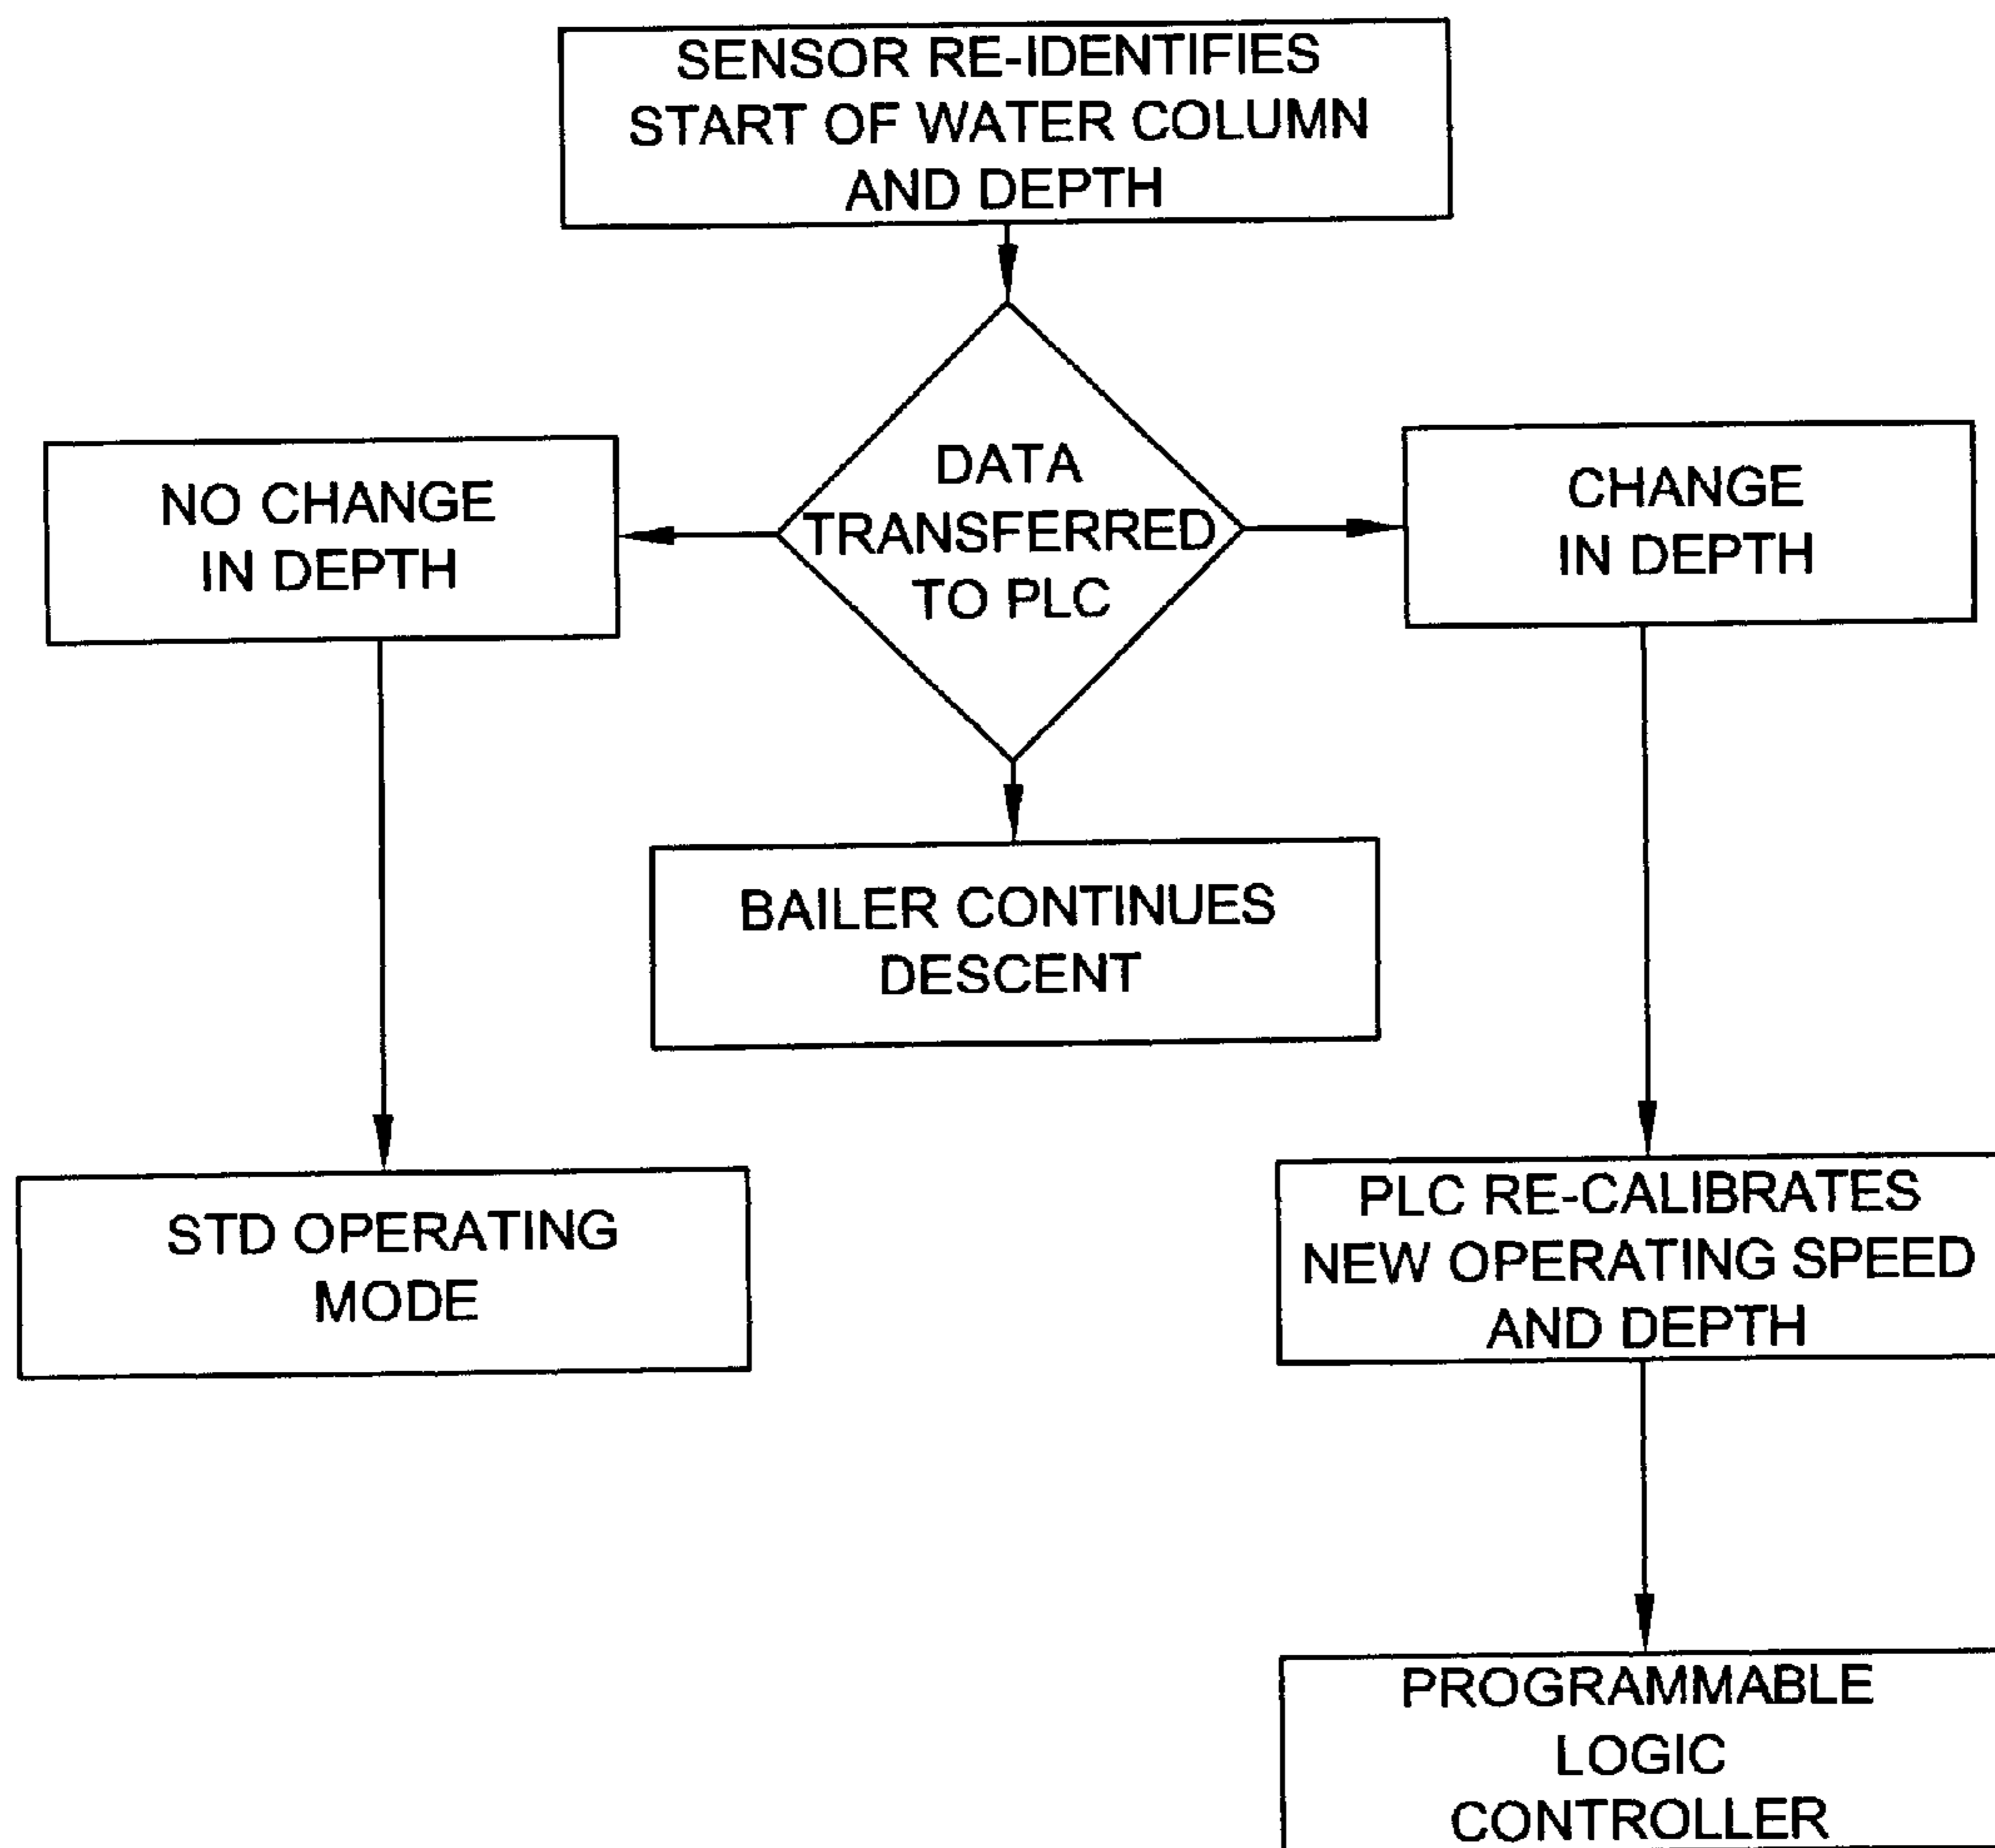 SENSOR RE-IDENTIFIES
START OF WATER COLUMN
AND DEPTH
DATA
TRANSFERRED
TO PLC
NO CHANGE
IN DEPTH
CHANGE
IN DEPTH
BAILER CONTINUES
DESCENT
STD OPERATING
MODE
PLC RE-CALIBRATES
NEW OPERATING SPEED
AND DEPTH
PROGRAMMABLE
LOGIC
CONTROLLER